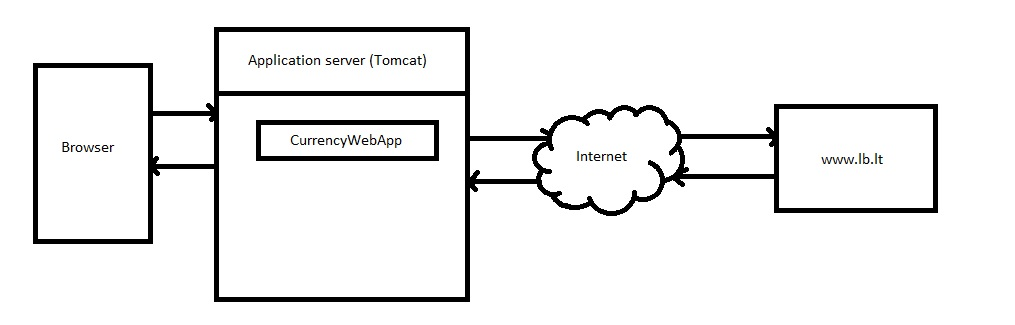 Application server (Tomcat)
Browser
CurrencyWebApp
Internet
www.lb.lt